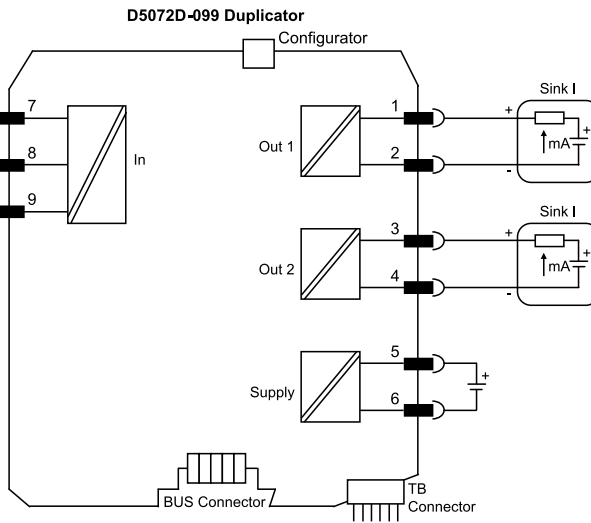 D5072D-099 Duplicator
Configurator
Sink I
7
1
+
+
mA
8
In
Out 1
2
-
9
Sink I
3
+
+
mA
Out 2
4
-
5
Supply
+
6
BUS Connector
TB
Connector